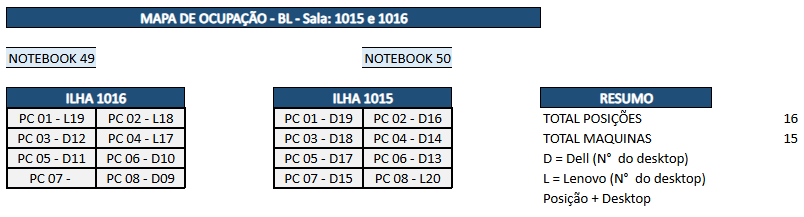 MAPA DE OCUPAÇÃO - BL - Sala: 1015 e 1016
NOTEBOOK 49
NOTEBOOK 50
ILHA 1016
PC 01 - L19 PC 02 - L18
PC 03 - D12 PC 04 - L17
PC 05 - D11 PC 06 - D10
PC 07 - PC 08 - D09
ILHA 1015
PC 01 - D19 PC 02 - D16
PC 03 - D18 PC 04 - D14
PC 05 - D17 PC 06 - D13
PC 07 - D15 PC 08 - L20
RESUMO
TOTAL POSIÇÕES 16
TOTAL MAQUINAS 15
D = Dell (N° do desktop)
L = Lenovo (N° do desktop)
Posição + Desktop